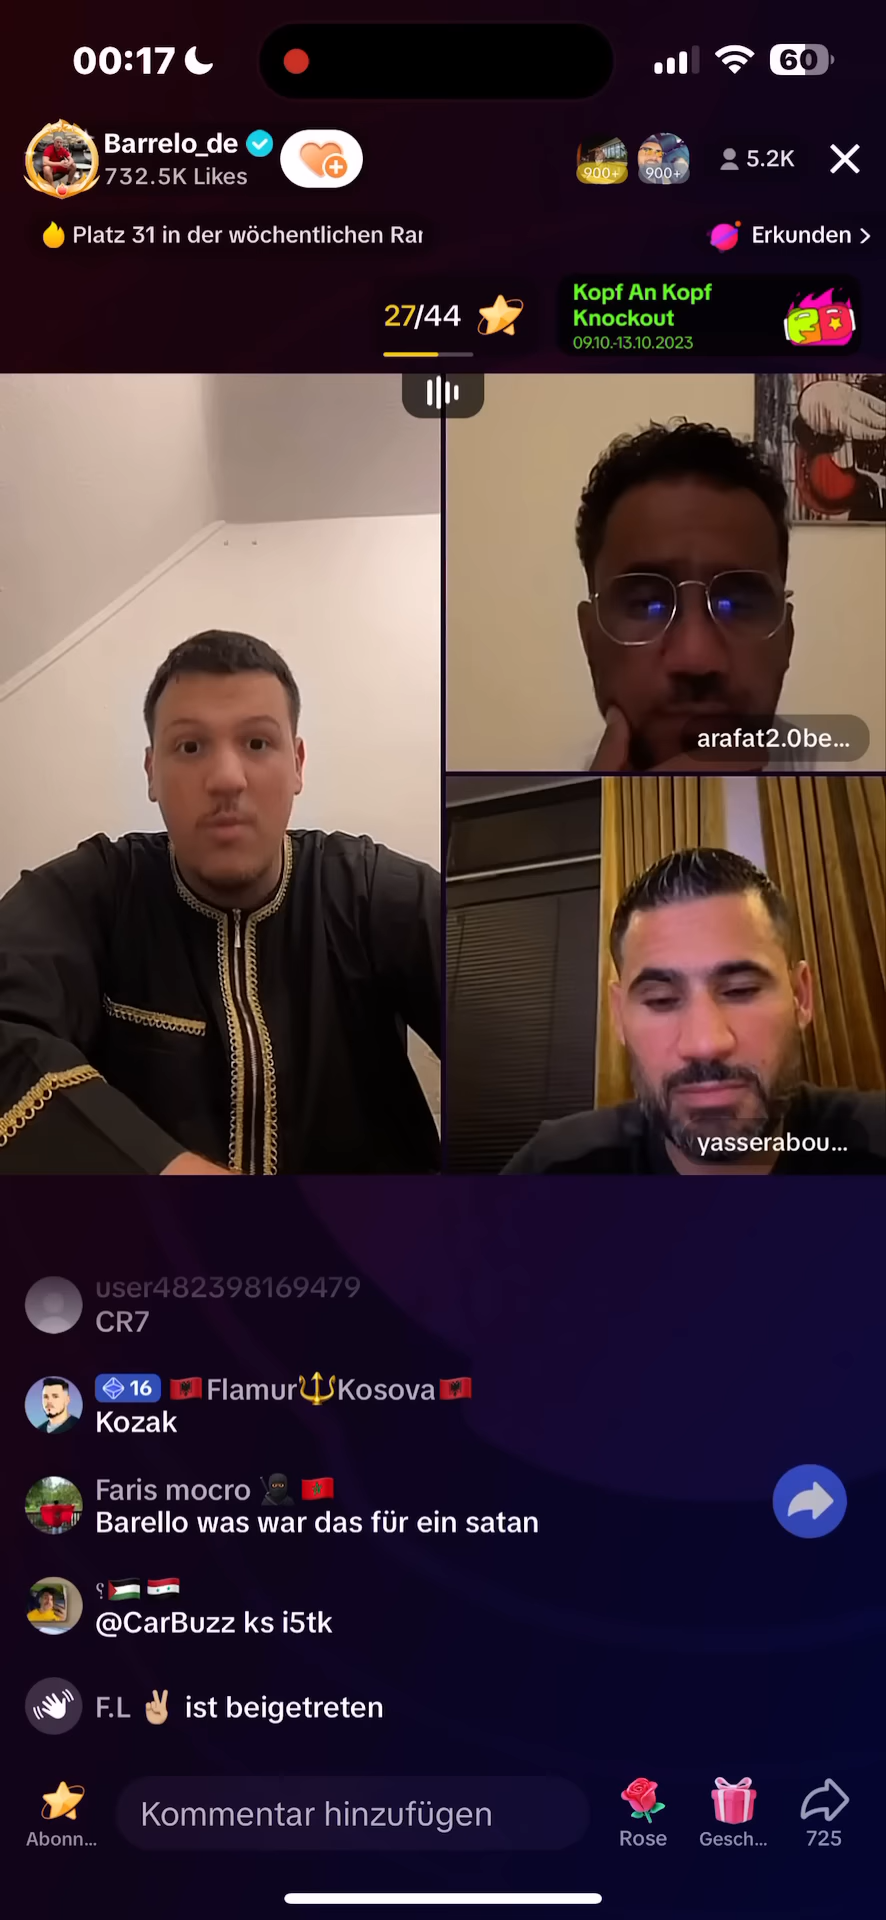 00:17
60
Barrelo_de
732.5K Likes
900+
900+
5.2K
Platz 31 in der wöchentlichen Rar
Erkunden >
27/44
Kopf An Kopf
Knockout
09.10.-13.10.2023
arafat2.0be...
yasserabou...
user482398169479
CR7
16 🇦🇱Flamur🔱Kosova🇦🇱
Kozak
Faris mocro 🥷🏿🇲🇦
Barello was war das für ein satan
؟🇵🇸🇸🇾
@CarBuzz ks i5tk
F.L ✌🏼 ist beigetreten
Abonn...
Kommentar hinzufügen
Rose
Gesch...
725